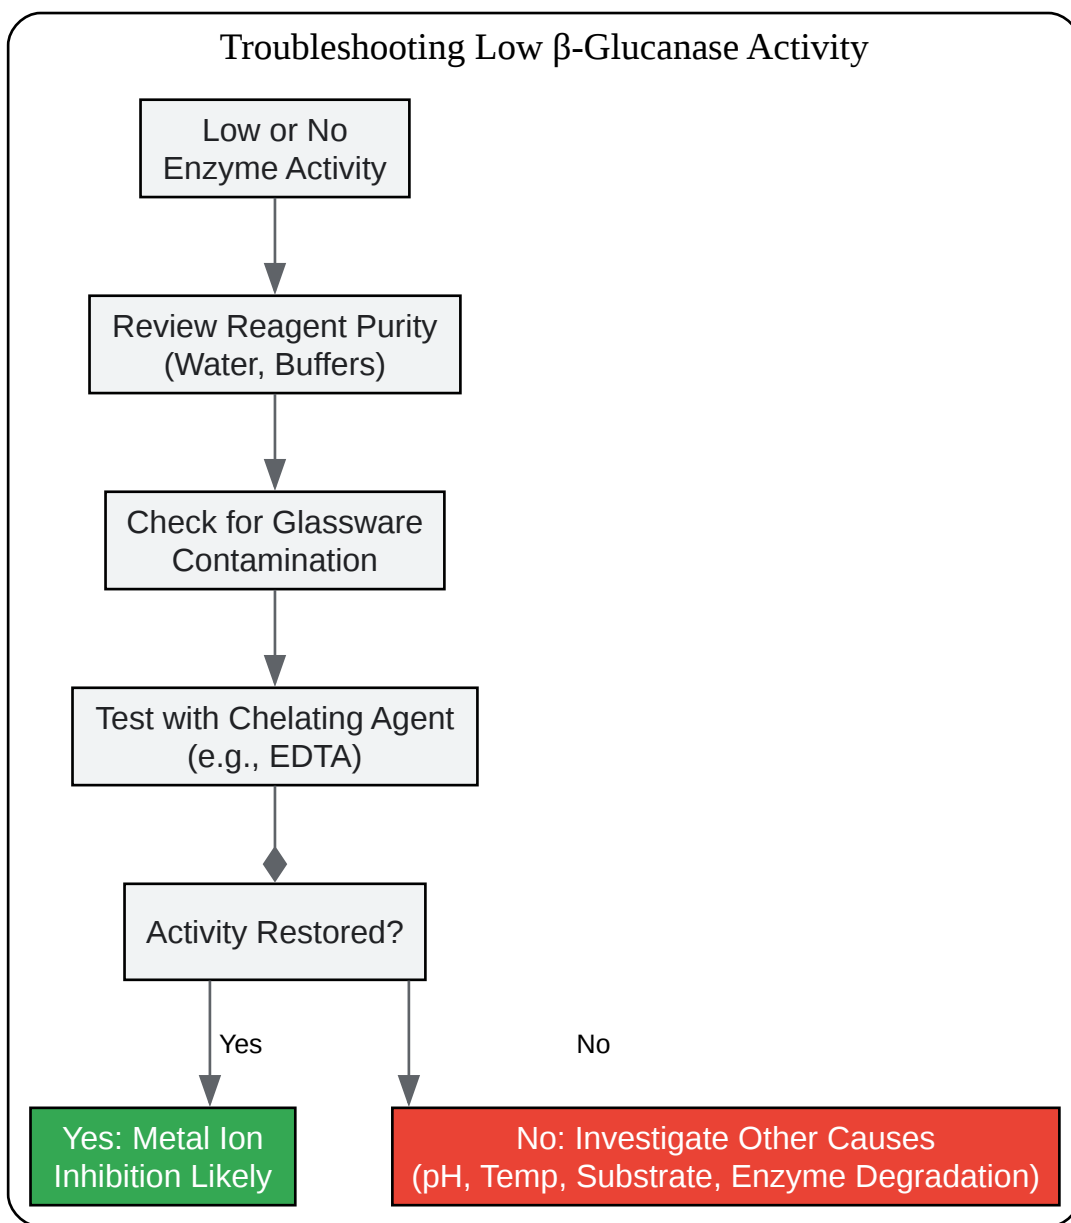 Troubleshooting Low β-Glucanase Activity
Low or No
Enzyme Activity
Review Reagent Purity
(Water, Buffers)
Check for Glassware
Contamination
Test with Chelating Agent
(e.g., EDTA)
Activity Restored?
Yes
No
Yes: Metal Ion
Inhibition Likely
No: Investigate Other Causes
(pH, Temp, Substrate, Enzyme Degradation)